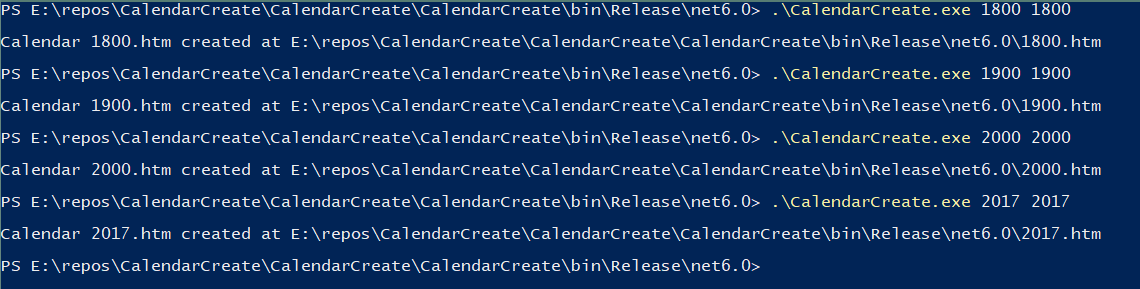 PS E:\repos\CalendarCreate\CalendarCreate\CalendarCreate\bin\Release\net6.0> .\CalendarCreate.exe 1800 1800
Calendar 1800.htm created at E:\repos\CalendarCreate\CalendarCreate\CalendarCreate\bin\Release\net6.0\1800.htm
PS E:\repos\CalendarCreate\CalendarCreate\CalendarCreate\bin\Release\net6.0> .\CalendarCreate.exe 1900 1900
Calendar 1900.htm created at E:\repos\CalendarCreate\CalendarCreate\CalendarCreate\bin\Release\net6.0\1900.htm
PS E:\repos\CalendarCreate\CalendarCreate\CalendarCreate\bin\Release\net6.0> .\CalendarCreate.exe 2000 2000
Calendar 2000.htm created at E:\repos\CalendarCreate\CalendarCreate\CalendarCreate\bin\Release\net6.0\2000.htm
PS E:\repos\CalendarCreate\CalendarCreate\CalendarCreate\bin\Release\net6.0> .\CalendarCreate.exe 2017 2017
Calendar 2017.htm created at E:\repos\CalendarCreate\CalendarCreate\CalendarCreate\bin\Release\net6.0\2017.htm
PS E:\repos\CalendarCreate\CalendarCreate\CalendarCreate\bin\Release\net6.0>